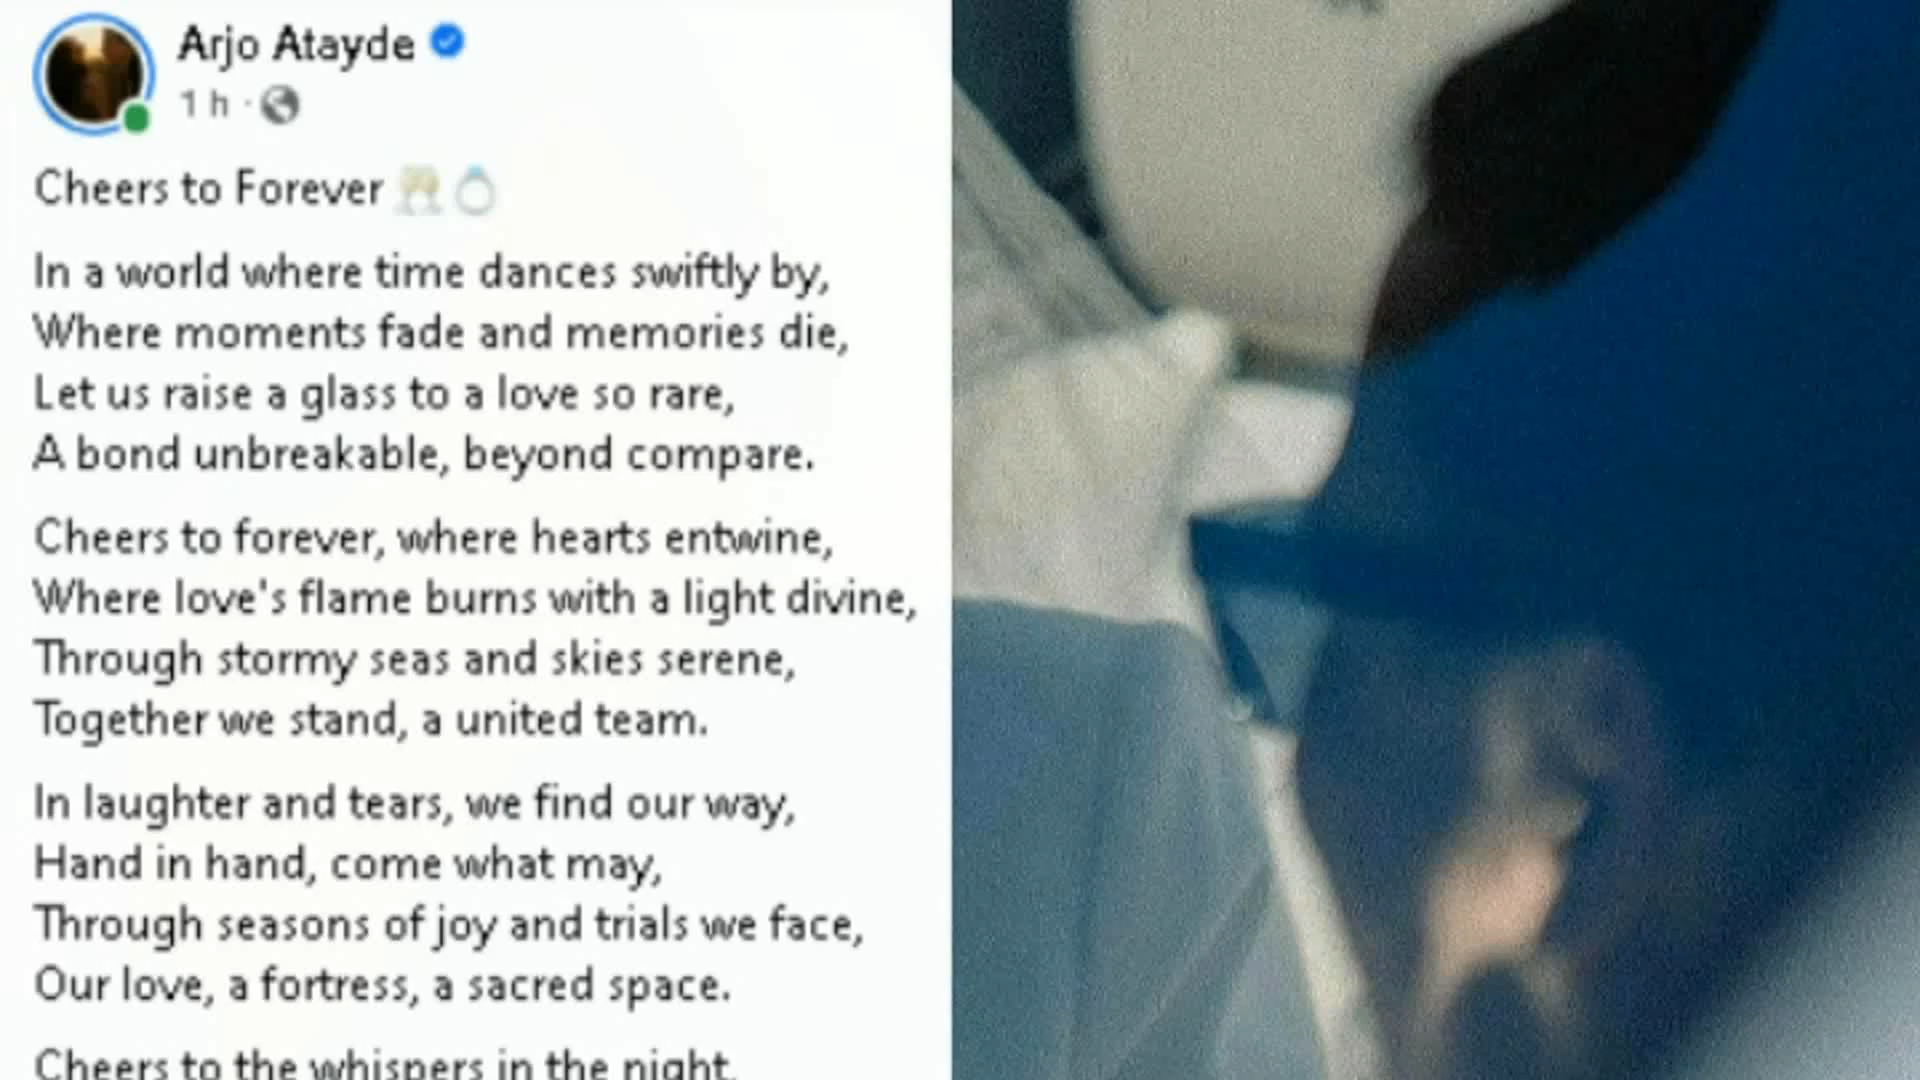 Arjo Atayde
1 h ·
Cheers to Forever 🥂💍
In a world where time dances swiftly by,
Where moments fade and memories die,
Let us raise a glass to a love so rare,
A bond unbreakable, beyond compare.
Cheers to forever, where hearts entwine,
Where love's flame burns with a light divine,
Through stormy seas and skies serene,
Together we stand, a united team.
In laughter and tears, we find our way,
Hand in hand, come what may,
Through seasons of joy and trials we face,
Our love, a fortress, a sacred space.
Cheers to the whispers in the night,